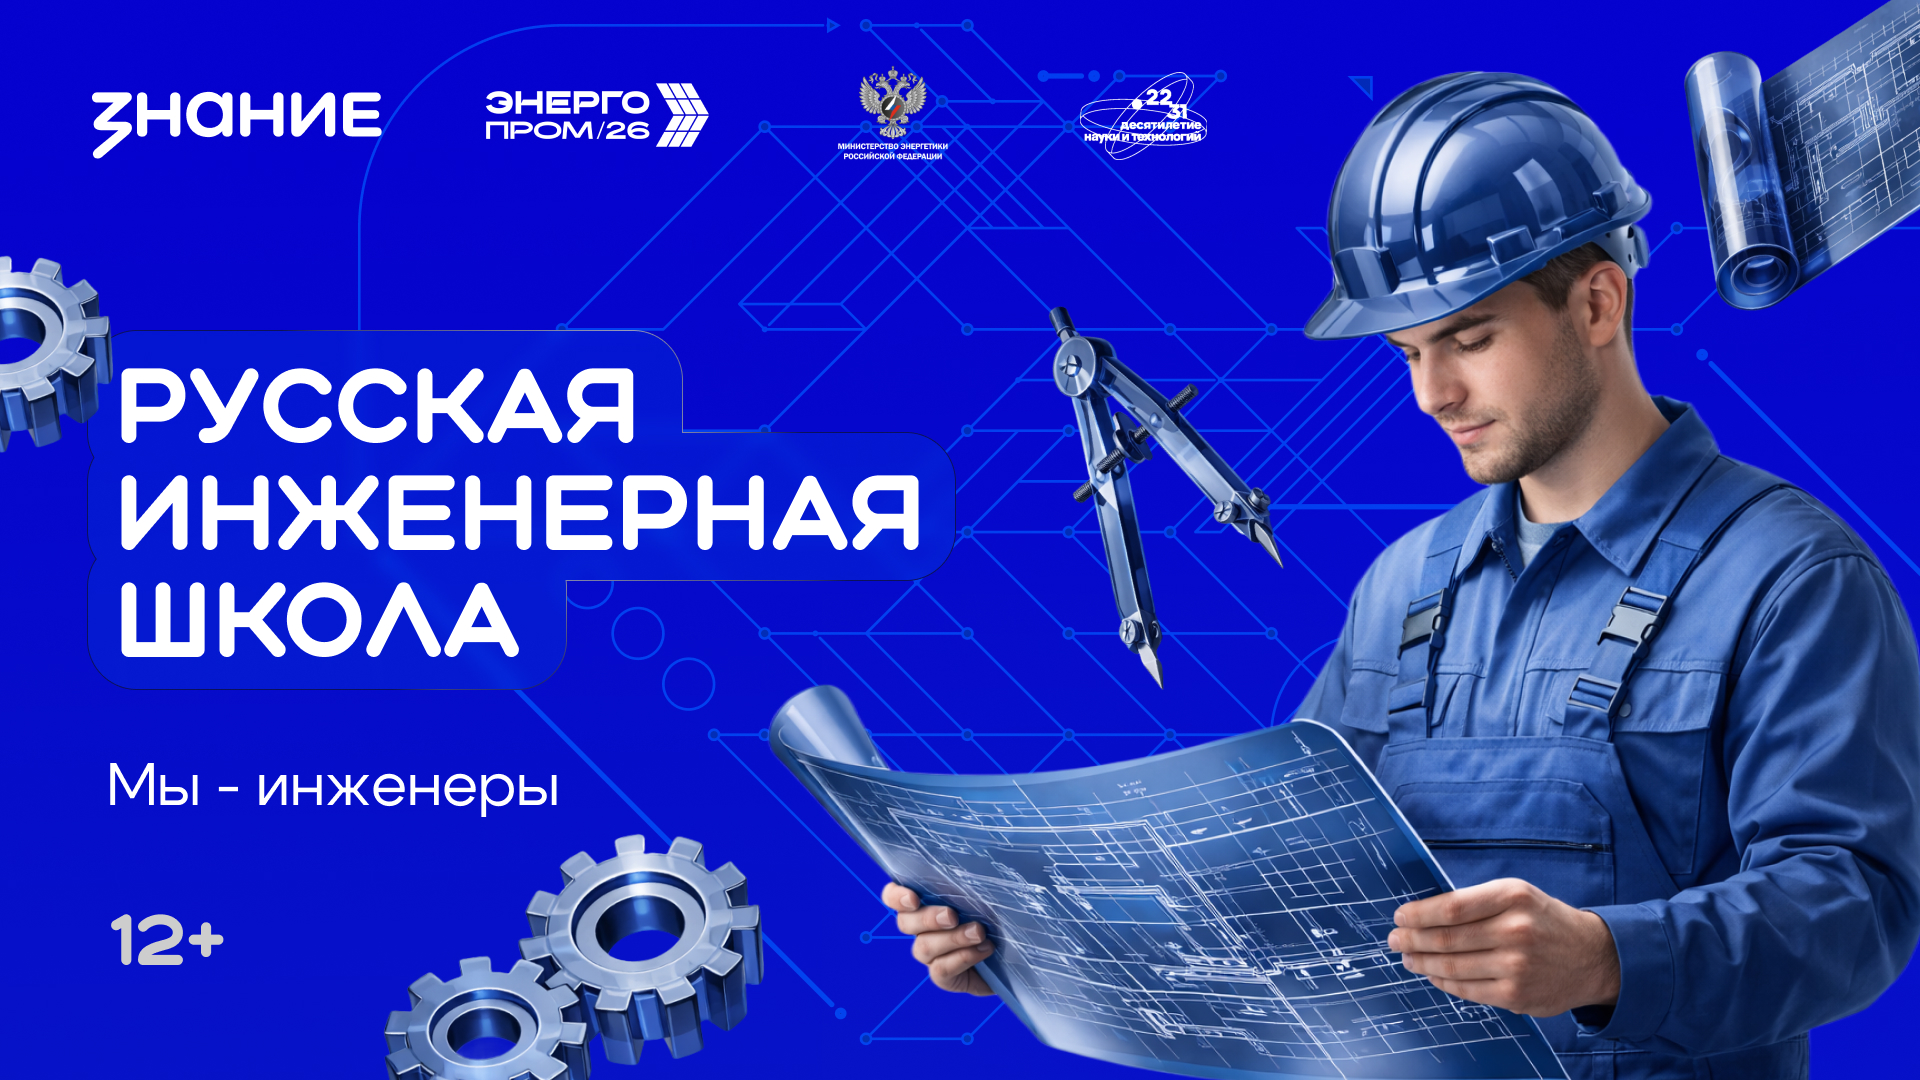 ЗНАНИЕ
ЭНЕРГО
ПРОМ/26
МИНИСТЕРСТВО ЭНЕРГЕТИКИ
РОССИЙСКОЙ ФЕДЕРАЦИИ
22
31
десятилетие
науки и технологий
РУССКАЯ
ИНЖЕНЕРНАЯ
ШКОЛА
Мы - инженеры
12+